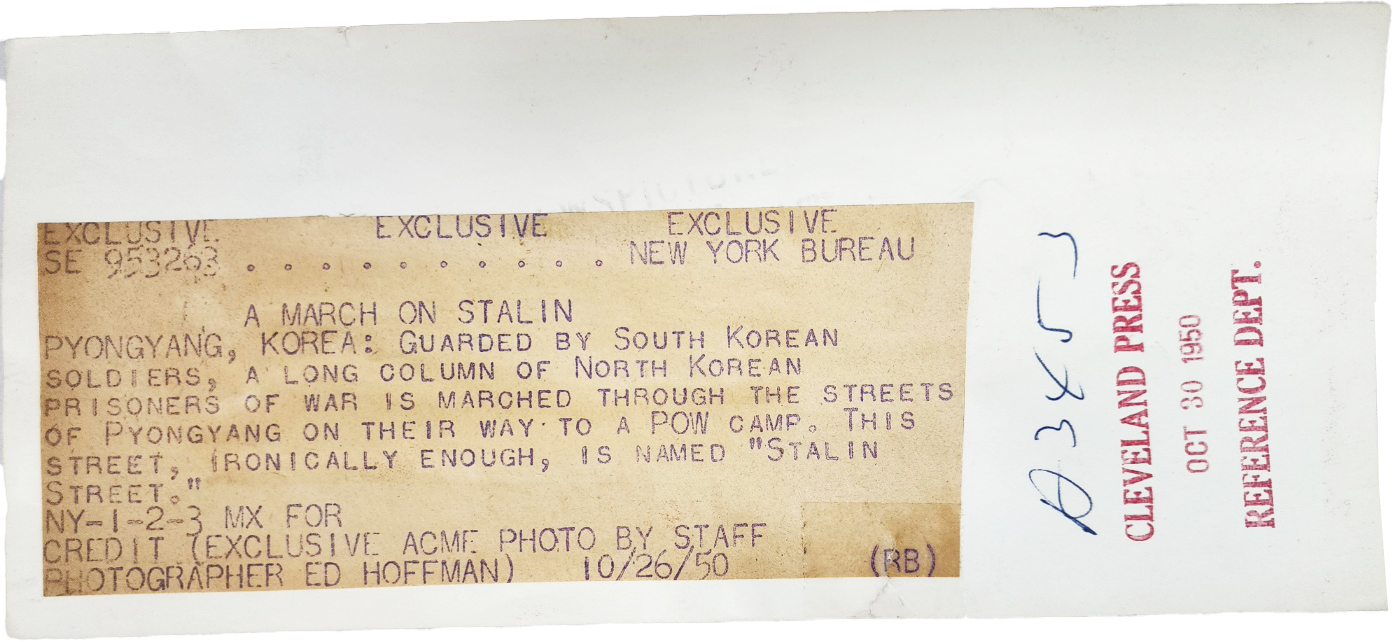 EXCLUSIVE EXCLUSIVE EXCLUSIVE
SE 953263 . . . . . . . . . . . . NEW YORK BUREAU
A MARCH ON STALIN
PYONGYANG, KOREA: GUARDED BY SOUTH KOREAN
SOLDIERS, A LONG COLUMN OF NORTH KOREAN
PRISONERS OF WAR IS MARCHED THROUGH THE STREETS
OF PYONGYANG ON THEIR WAY TO A POW CAMP. THIS
STREET, IRONICALLY ENOUGH, IS NAMED "STALIN
STREET."
NY-1-2-3 MX FOR
CREDIT (EXCLUSIVE ACME PHOTO BY STAFF
PHOTOGRAPHER ED HOFFMAN) 10/26/50 (RB)
CLEVELAND PRESS
OCT 30 1950
REFERENCE DEPT.